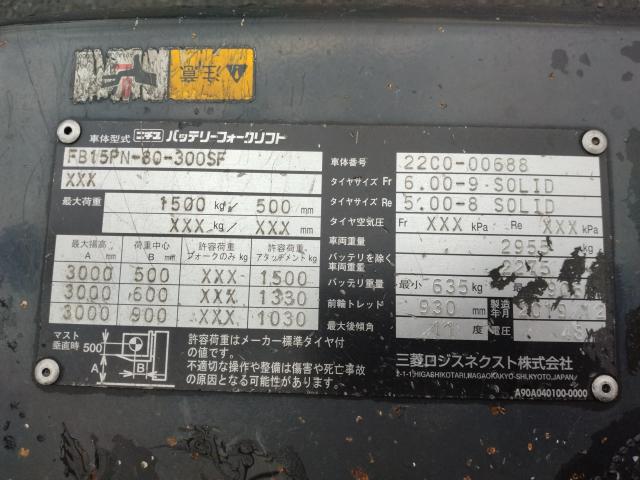 注意
車体型式 ニチユ バッテリーフォークリフト
FB15PN-80-300SF
XXX
最大荷重 1500 kg/ 500 mm
XXX kg/ XXX mm
最大揚高 A mm 荷重中心 B mm 許容荷重 フォークのみ kg 許容荷重 アタッチメント kg
3000 500 XXX 1500
3000 600 XXX 1330
3000 900 XXX 1030
マスト垂直時 500 A B
許容荷重はメーカー標準タイヤ付
の値です。
不適切な操作や整備は傷害や死亡事故
の原因となる可能性があります。
車体番号 22C0-00688
タイヤサイズ Fr 6.00-9 SOLID
タイヤサイズ Re 5.00-8 SOLID
タイヤ空気圧 Fr XXX kPa Re XXX kPa
車両重量 2955
バッテリを除く
車両重量
バッテリ重量 最小 635 kg
前輪トレッド 930 mm 製造年月
最大後傾角 11 度 電圧 48
三菱ロジスネクスト株式会社
2-1-1,HIGASHIKOTARI,NAGAOKAKYO-SHI,KYOTO,JAPAN
A90A040100-0000